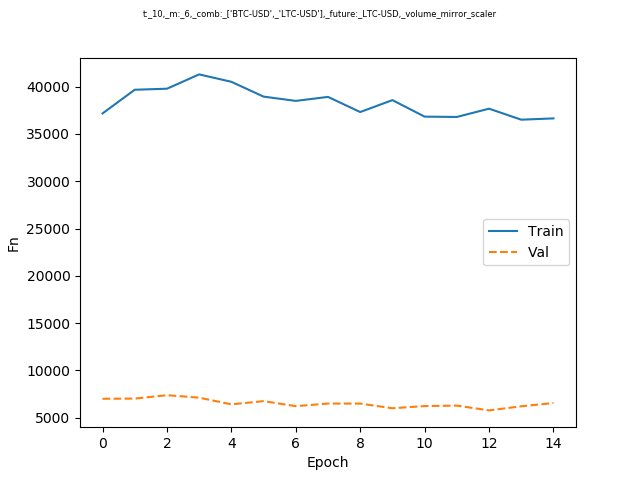 t:_10,_m:_6,_comb:_['BTC-USD',_'LTC-USD'],_future:_LTC-USD,_volume_mirror_scaler
40000
35000
30000
25000
20000
15000
10000
5000
Fn
Train
Val
0 2 4 6 8 10 12 14
Epoch